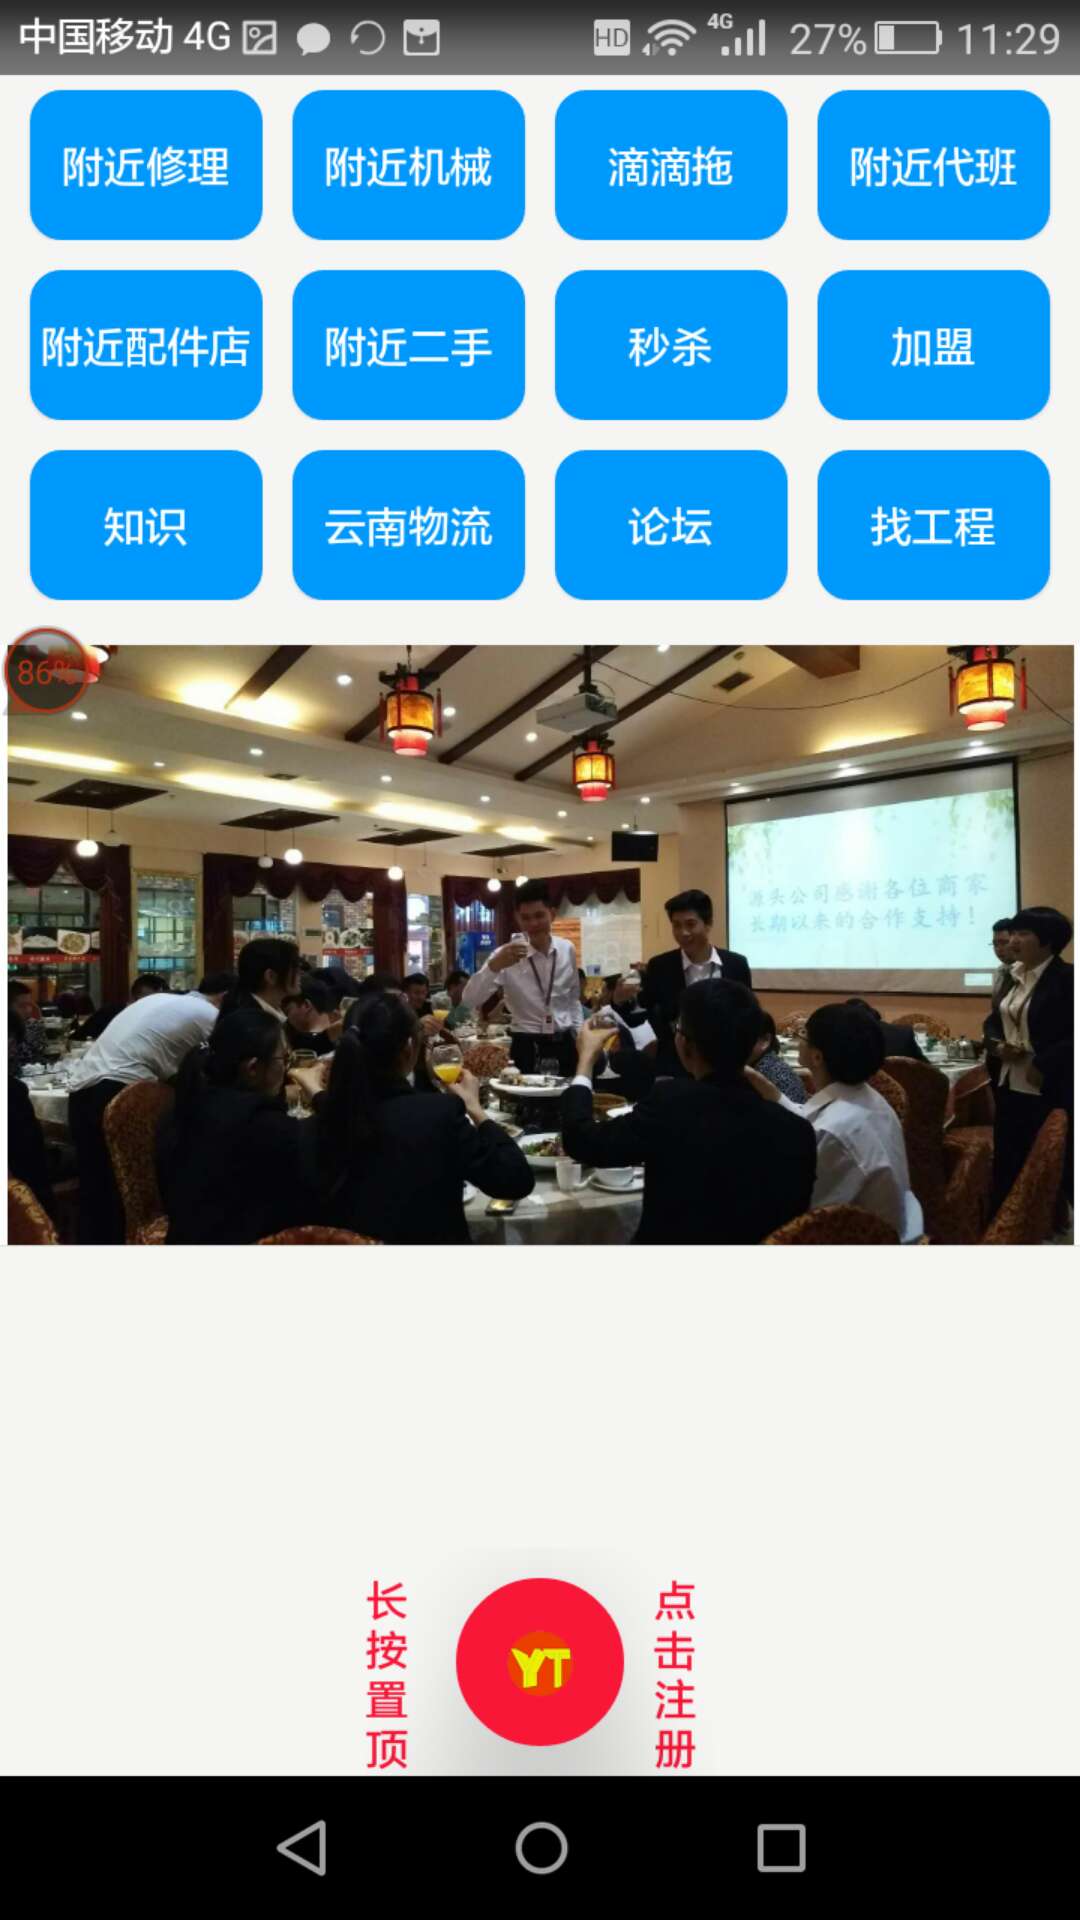 中国移动 4G HD 4G 27% 11:29
附近修理 附近机械 滴滴拖 附近代班
附近配件店 附近二手 秒杀 加盟
知识 云南物流 论坛 找工程
86%
源头公司感谢各位商家
长期以来的合作支持！
长按置顶
YT
点击注册